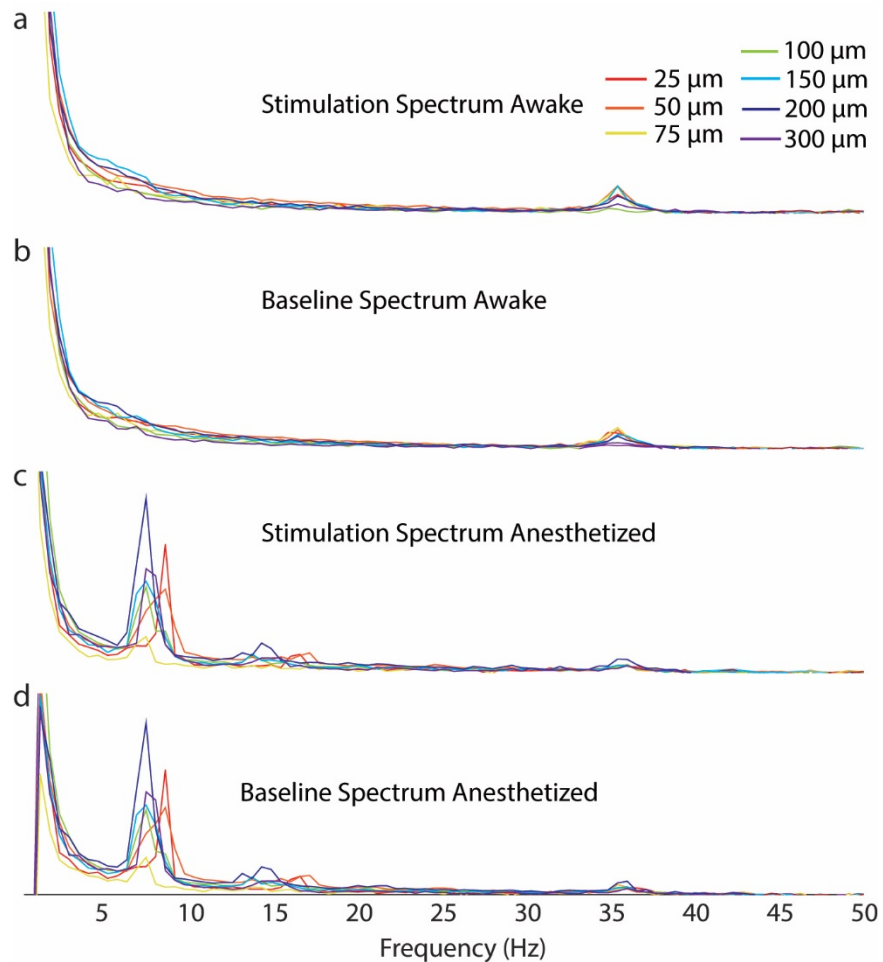 a
Stimulation Spectrum Awake
25 µm
50 µm
75 µm
100 µm
150 µm
200 µm
300 µm
b
Baseline Spectrum Awake
c
Stimulation Spectrum Anesthetized
d
Baseline Spectrum Anesthetized
5 10 15 20 25 30 35 40 45 50
Frequency (Hz)